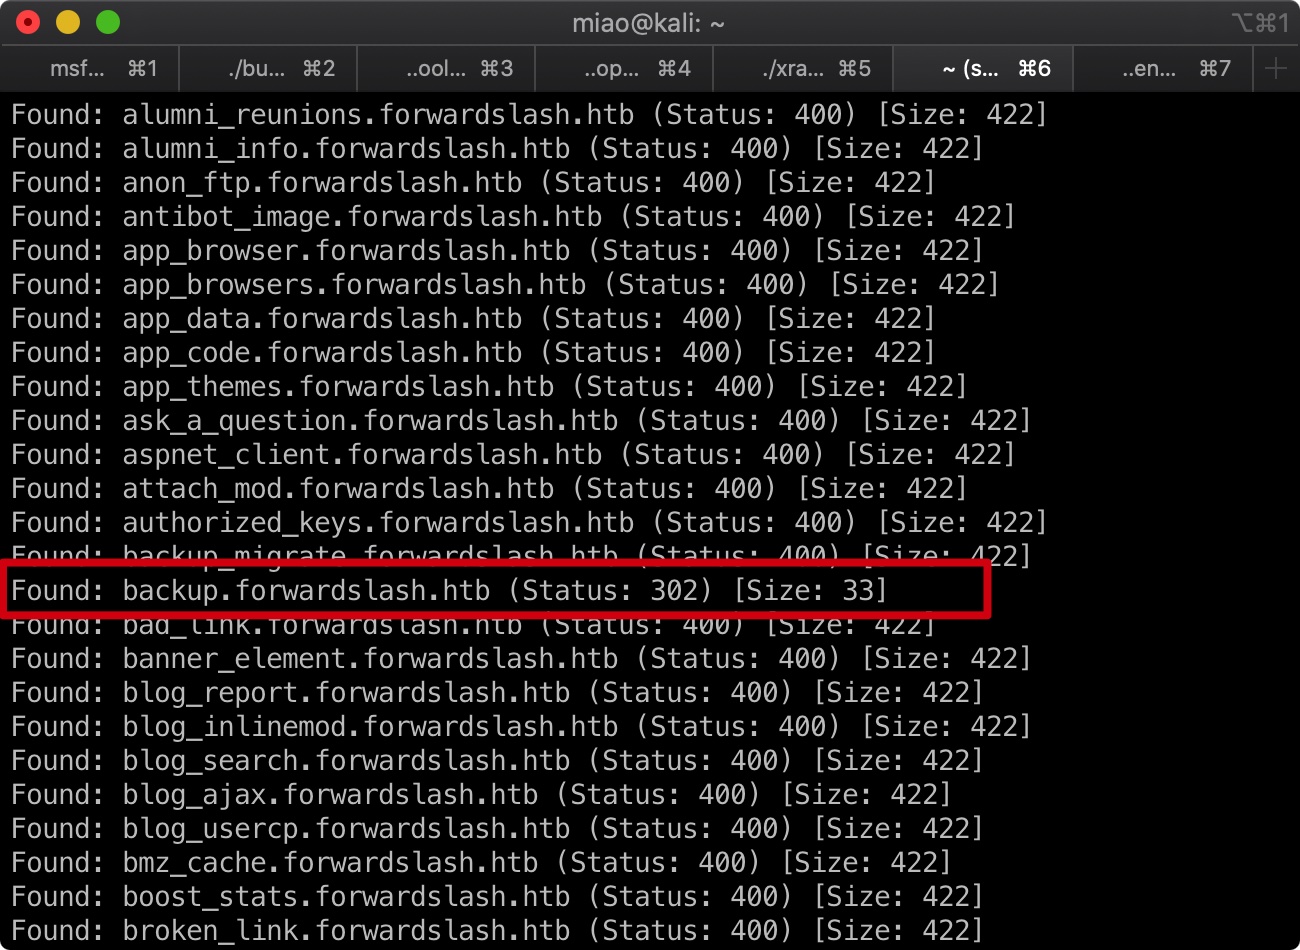 miao@kali: ~
⌥⌘1
msf... ⌘1 ./bu... ⌘2 ..ool... ⌘3 ..op... ⌘4 ./xra... ⌘5 ~ (s... ⌘6 ..en... ⌘7
Found: alumni_reunions.forwardslash.htb (Status: 400) [Size: 422]
Found: alumni_info.forwardslash.htb (Status: 400) [Size: 422]
Found: anon_ftp.forwardslash.htb (Status: 400) [Size: 422]
Found: antibot_image.forwardslash.htb (Status: 400) [Size: 422]
Found: app_browser.forwardslash.htb (Status: 400) [Size: 422]
Found: app_browsers.forwardslash.htb (Status: 400) [Size: 422]
Found: app_data.forwardslash.htb (Status: 400) [Size: 422]
Found: app_code.forwardslash.htb (Status: 400) [Size: 422]
Found: app_themes.forwardslash.htb (Status: 400) [Size: 422]
Found: ask_a_question.forwardslash.htb (Status: 400) [Size: 422]
Found: aspnet_client.forwardslash.htb (Status: 400) [Size: 422]
Found: attach_mod.forwardslash.htb (Status: 400) [Size: 422]
Found: authorized_keys.forwardslash.htb (Status: 400) [Size: 422]
Found: backup_migrate.forwardslash.htb (Status: 400) [Size: 422]
Found: backup.forwardslash.htb (Status: 302) [Size: 33]
Found: bad_link.forwardslash.htb (Status: 400) [Size: 422]
Found: banner_element.forwardslash.htb (Status: 400) [Size: 422]
Found: blog_report.forwardslash.htb (Status: 400) [Size: 422]
Found: blog_inlinemod.forwardslash.htb (Status: 400) [Size: 422]
Found: blog_search.forwardslash.htb (Status: 400) [Size: 422]
Found: blog_ajax.forwardslash.htb (Status: 400) [Size: 422]
Found: blog_usercp.forwardslash.htb (Status: 400) [Size: 422]
Found: bmz_cache.forwardslash.htb (Status: 400) [Size: 422]
Found: boost_stats.forwardslash.htb (Status: 400) [Size: 422]
Found: broken_link.forwardslash.htb (Status: 400) [Size: 422]